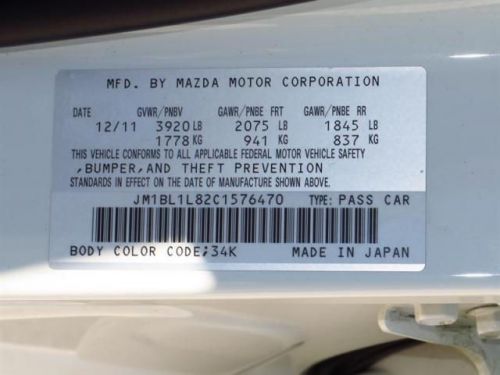 MFD. BY MAZDA MOTOR CORPORATION
DATE GVWR/PNBV GAWR/PNBE FRT GAWR/PNBE RR
12/11 3920 LB 2075 LB 1845 LB
1778 KG 941 KG 837 KG
THIS VEHICLE CONFORMS TO ALL APPLICABLE FEDERAL MOTOR VEHICLE SAFETY
,BUMPER,AND THEFT PREVENTION
STANDARDS IN EFFECT ON THE DATE OF MANUFACTURE SHOWN ABOVE.
JM1BL1L82C1576470 TYPE: PASS CAR
BODY COLOR CODE;34K MADE IN JAPAN